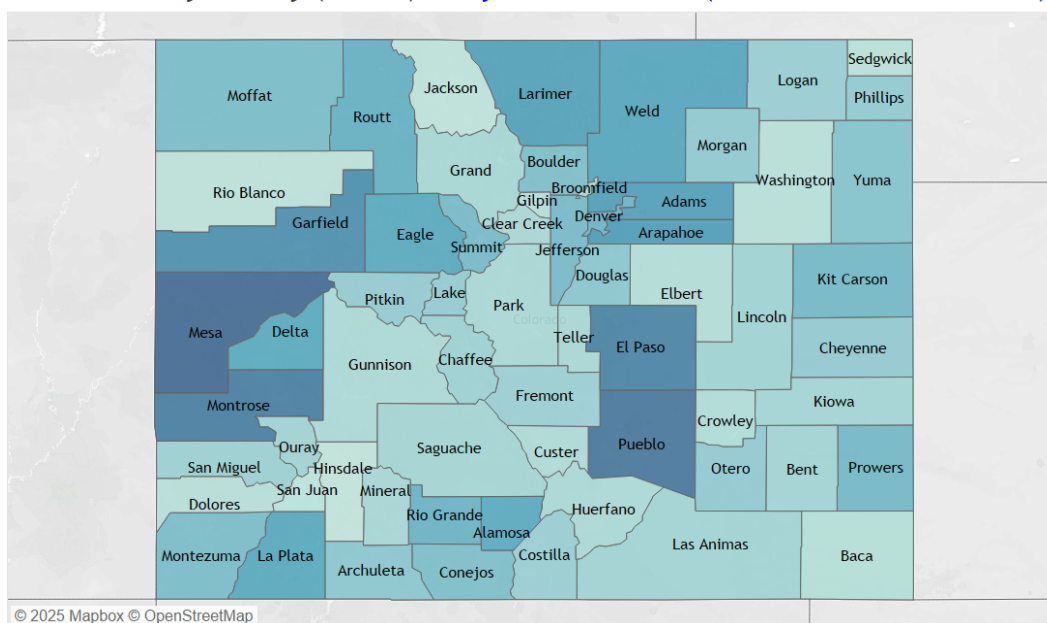 Sedgwick
Logan
Jackson
Larimer
Moffat
Phillips
Weld
Routt
Morgan
Boulder
Grand
Yuma
Washington
Broomfield
Rio Blanco
Gilpin
Adams
Denver
Garfield
Clear Creek
Eagle
Arapahoe
Summit
Jefferson
Douglas
Kit Carson
Elbert
Lake
Pitkin
Park
Lincoln
Colorado
Mesa
Delta
Teller
El Paso
Cheyenne
Chaffee
Gunnison
Fremont
Kiowa
Montrose
Crowley
Pueblo
Ouray
Saguache
Custer
San Miguel
Hinsdale
Otero
Bent
Prowers
San Juan
Mineral
Dolores
Huerfano
Rio Grande
Alamosa
Las Animas
Montezuma
La Plata
Costilla
Baca
Archuleta
Conejos
© 2025 Mapbox © OpenStreetMap